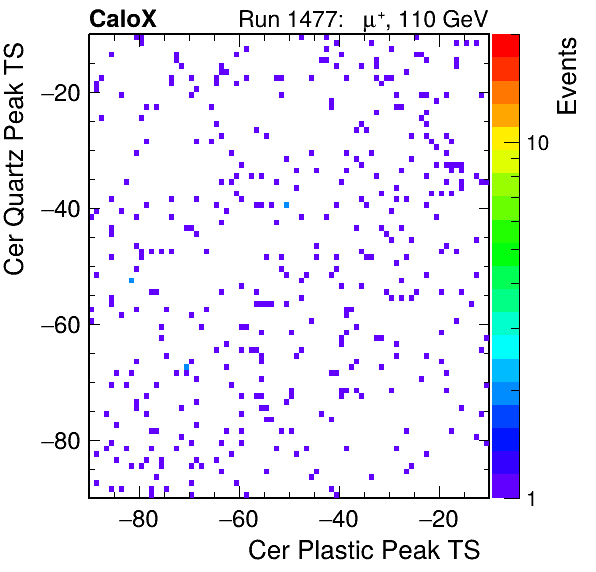 CaloX Run 1477: μ⁺, 110 GeV
Events
Cer Quartz Peak TS
−20
−40
−60
−80
10
1
−80 −60 −40 −20
Cer Plastic Peak TS